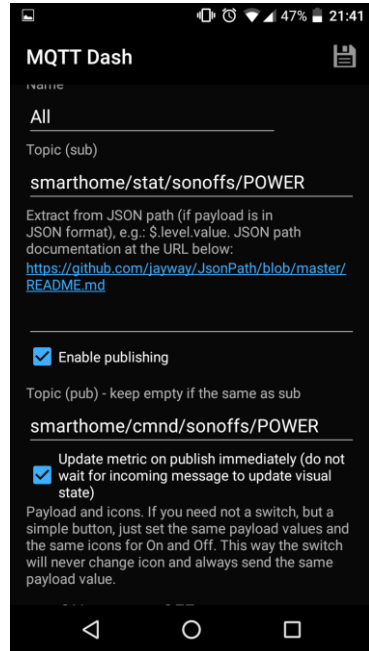 47% 21:41
MQTT Dash
Name
All
Topic (sub)
smarthome/stat/sonoffs/POWER
Extract from JSON path (if payload is in
JSON format), e.g.: $.level.value. JSON path
documentation at the URL below:
https://github.com/jayway/JsonPath/blob/master/
README.md
Enable publishing
Topic (pub) - keep empty if the same as sub
smarthome/cmnd/sonoffs/POWER
Update metric on publish immediately (do not
wait for incoming message to update visual
state)
Payload and icons. If you need not a switch, but a
simple button, just set the same payload values and
the same icons for On and Off. This way the switch
will never change icon and always send the same
payload value.